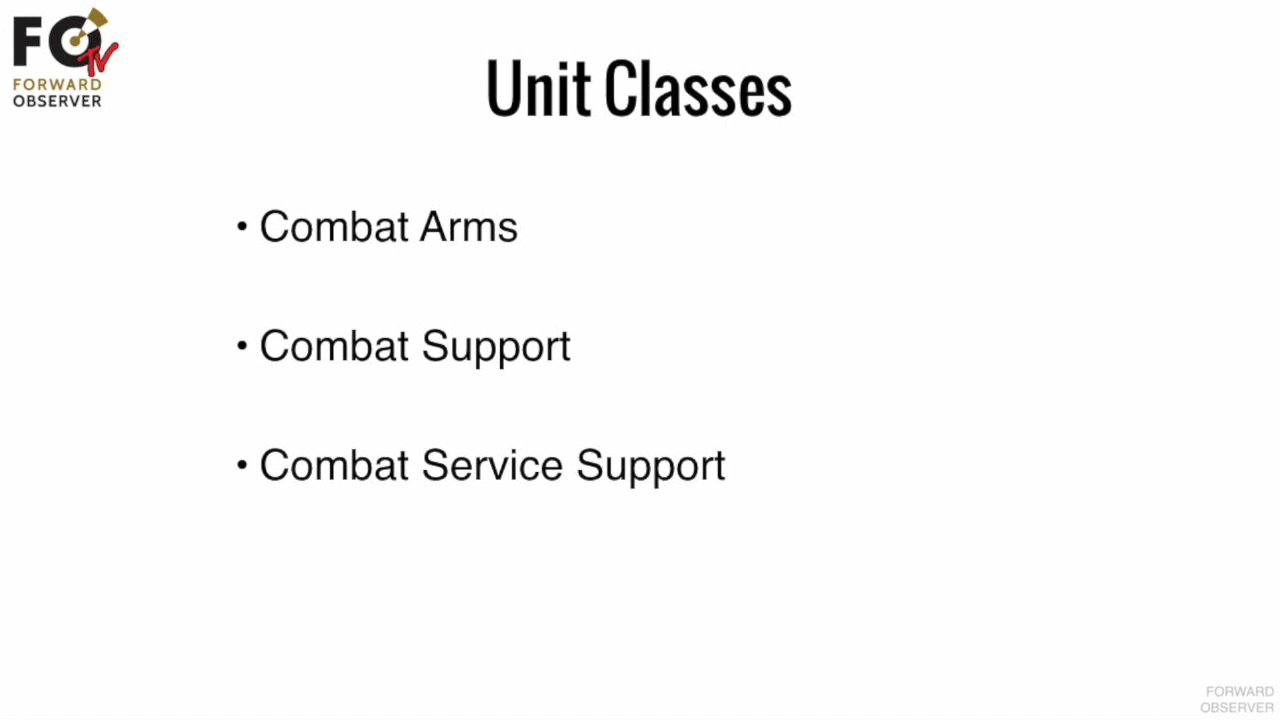 FO
TV
FORWARD
OBSERVER
Unit Classes
• Combat Arms
• Combat Support
• Combat Service Support
FORWARD
OBSERVER